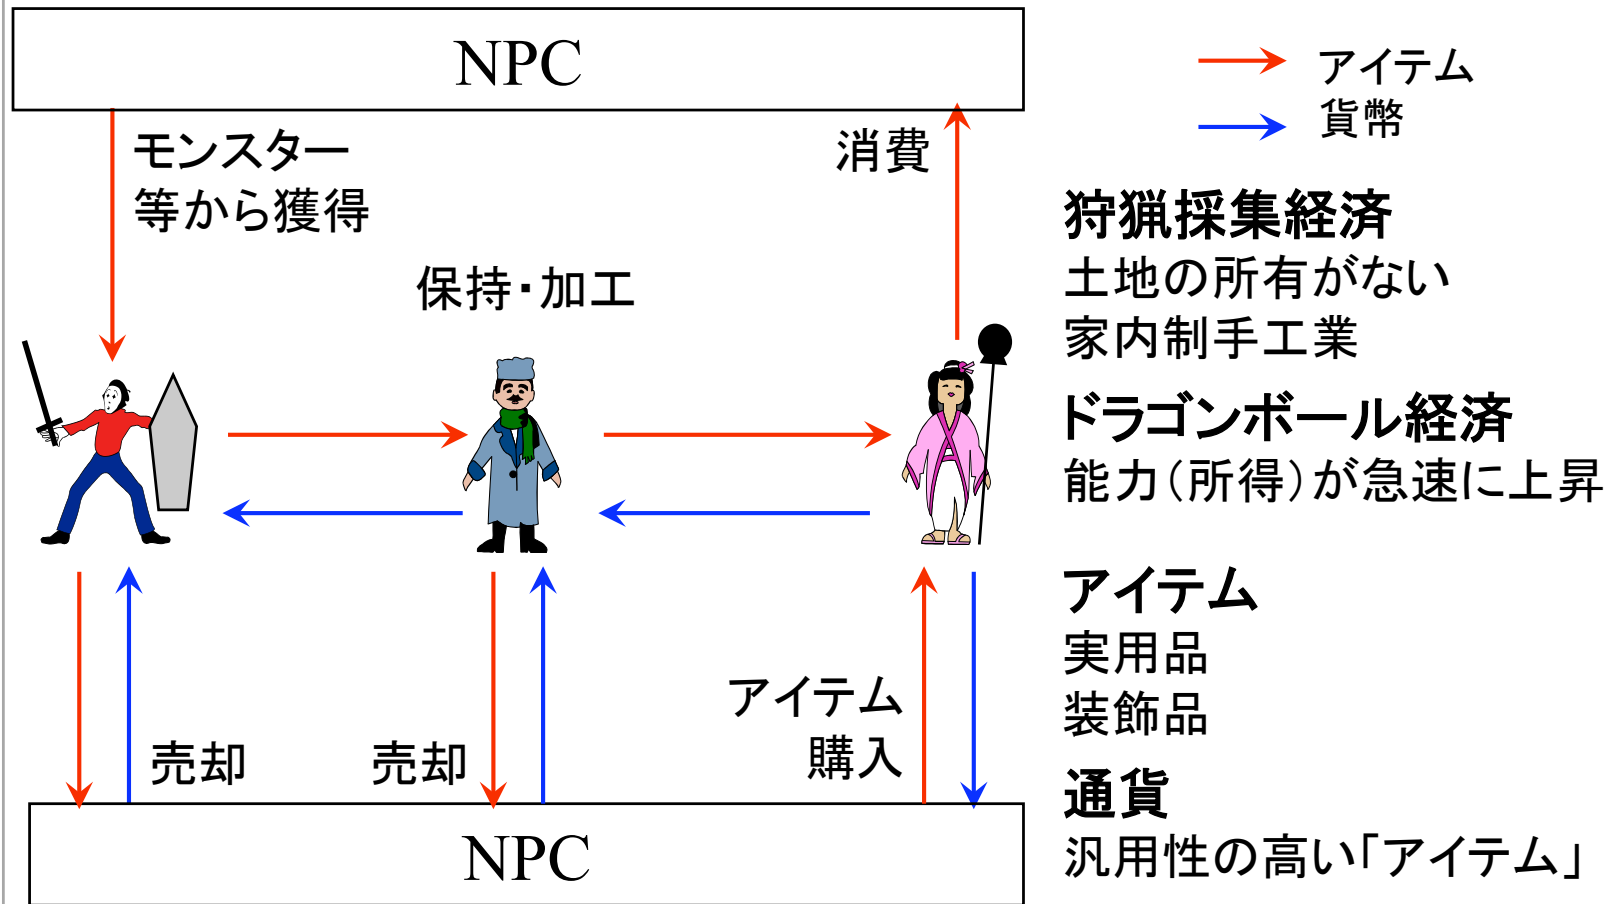 NPC
アイテム
貨幣
モンスター
等から獲得
消費
保持・加工
狩猟採集経済
土地の所有がない
家内制手工業
ドラゴンボール経済
能力(所得)が急速に上昇
アイテム
実用品
装飾品
アイテム
購入
売却
売却
通貨
汎用性の高い「アイテム」
NPC